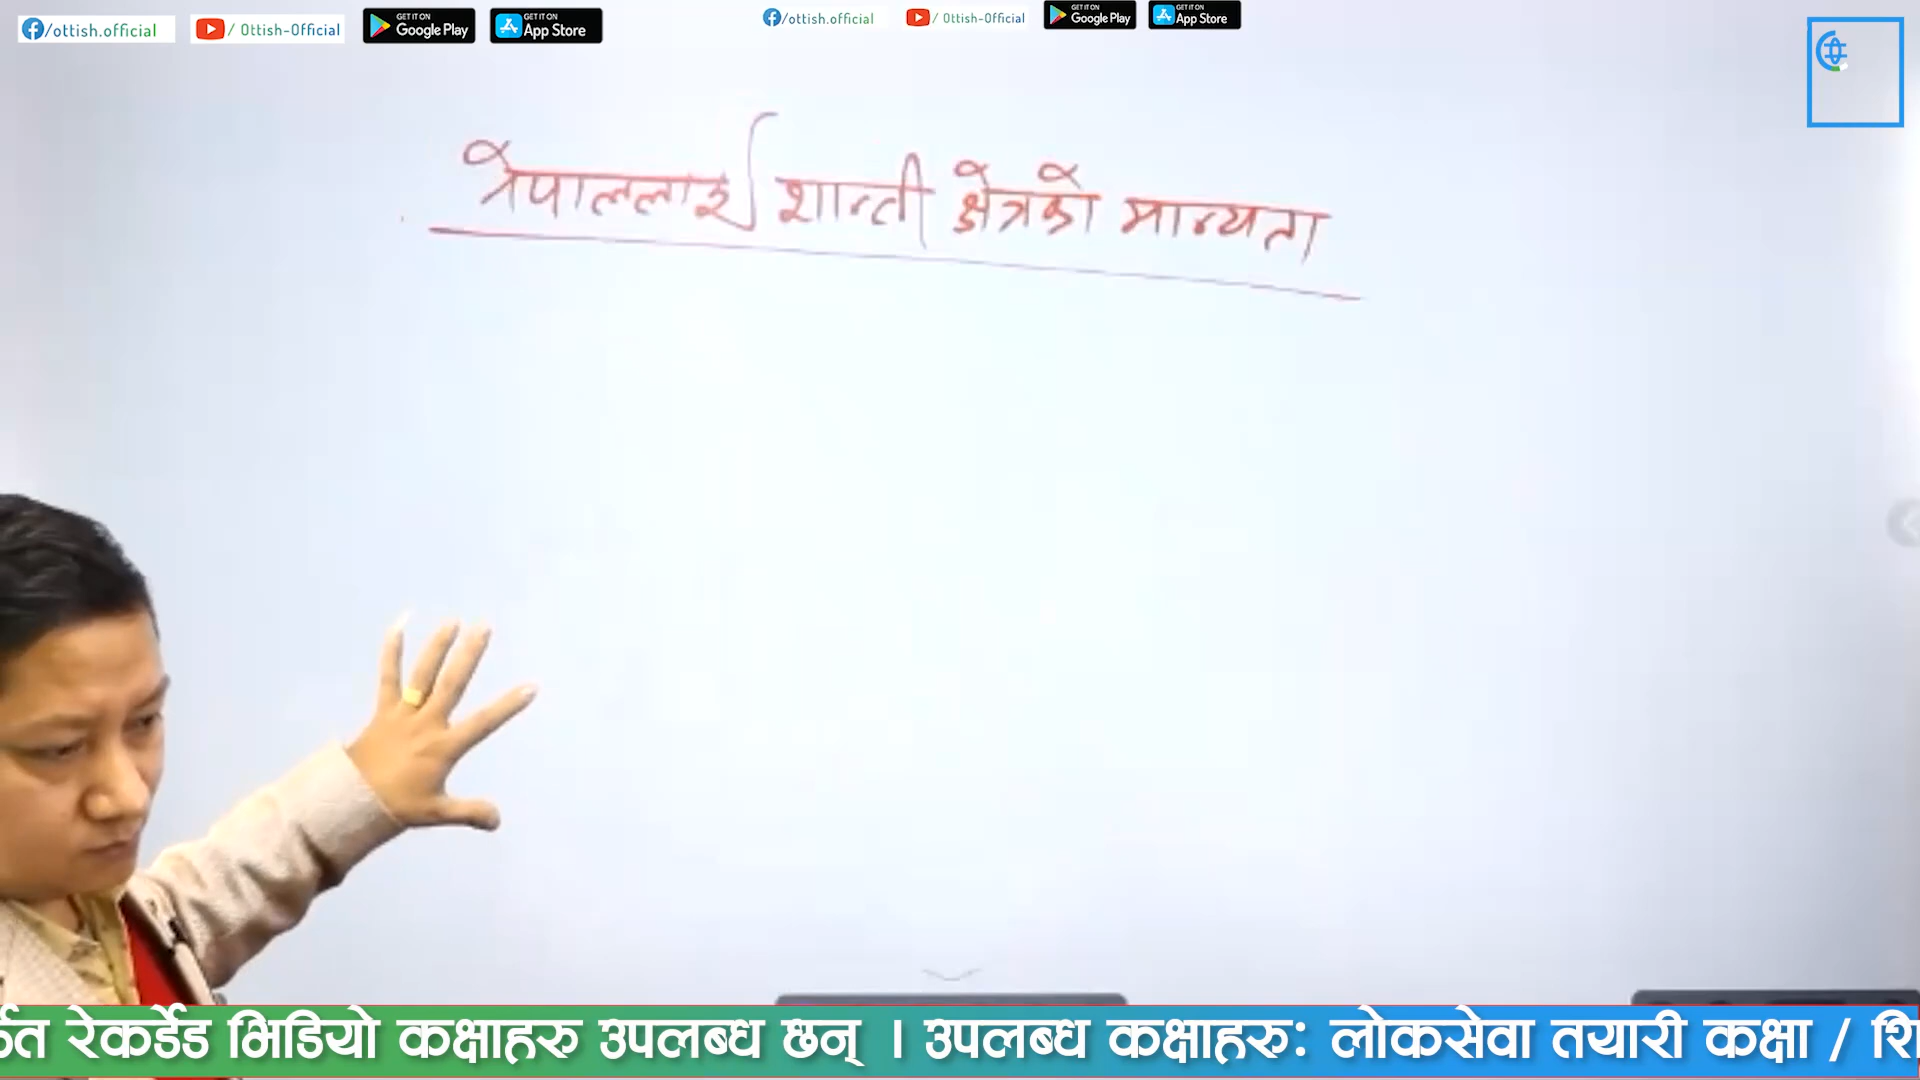 /ottish.official / Ottish-Official GET IT ON Google Play GET IT ON App Store /ottish.official / Ottish-Official GET IT ON Google Play GET IT ON App Store
नेपाललाई शान्ती क्षेत्रको मान्यता
रेकर्डेड भिडियो कक्षाहरु उपलब्ध छन् । उपलब्ध कक्षाहरु: लोकसेवा तयारी कक्षा /